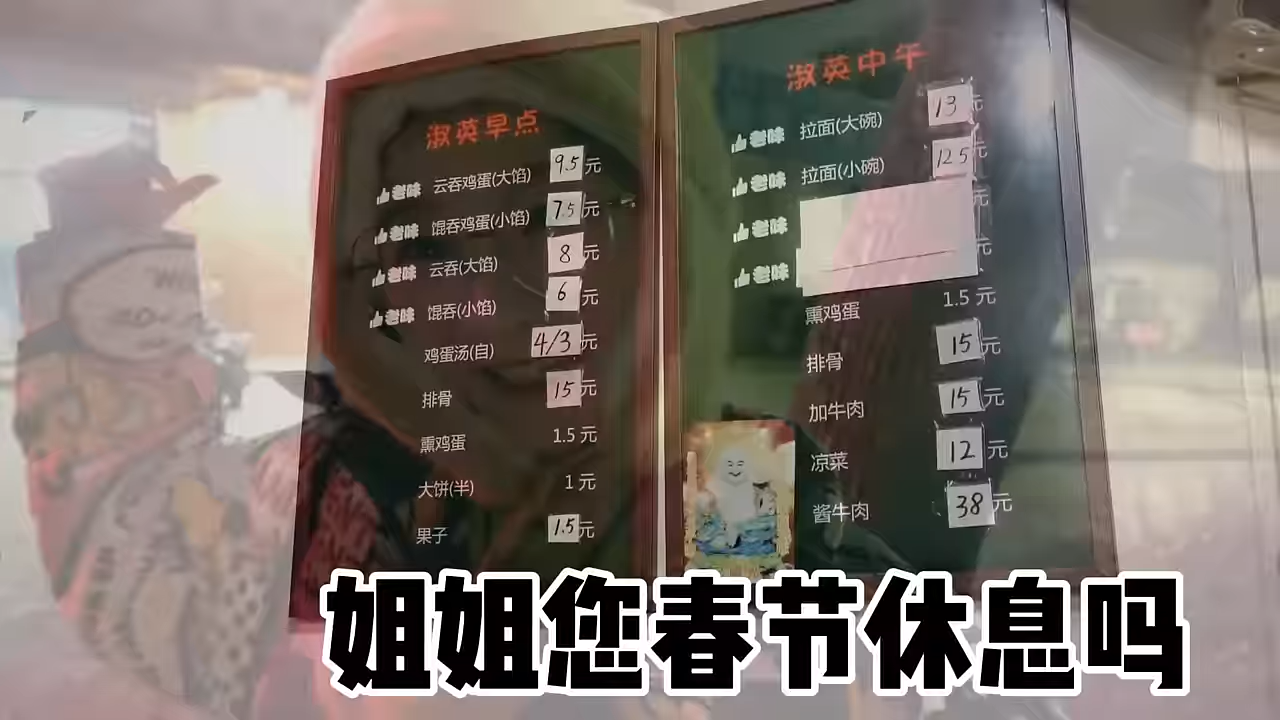 淑英早点
老味 云吞鸡蛋(大馅) 9.5元
老味 馄吞鸡蛋(小馅) 7.5元
老味 云吞(大馅) 8元
老味 馄吞(小馅) 6元
鸡蛋汤(自) 4/3元
排骨 15元
熏鸡蛋 1.5元
大饼(半) 1元
果子 1.5元
淑英中午
老味 拉面(大碗) 13元
老味 拉面(小碗) 12.5元
老味 元
老味 元
熏鸡蛋 1.5元
排骨 15元
加牛肉 15元
凉菜 12元
酱牛肉 38元
姐姐您春节休息吗